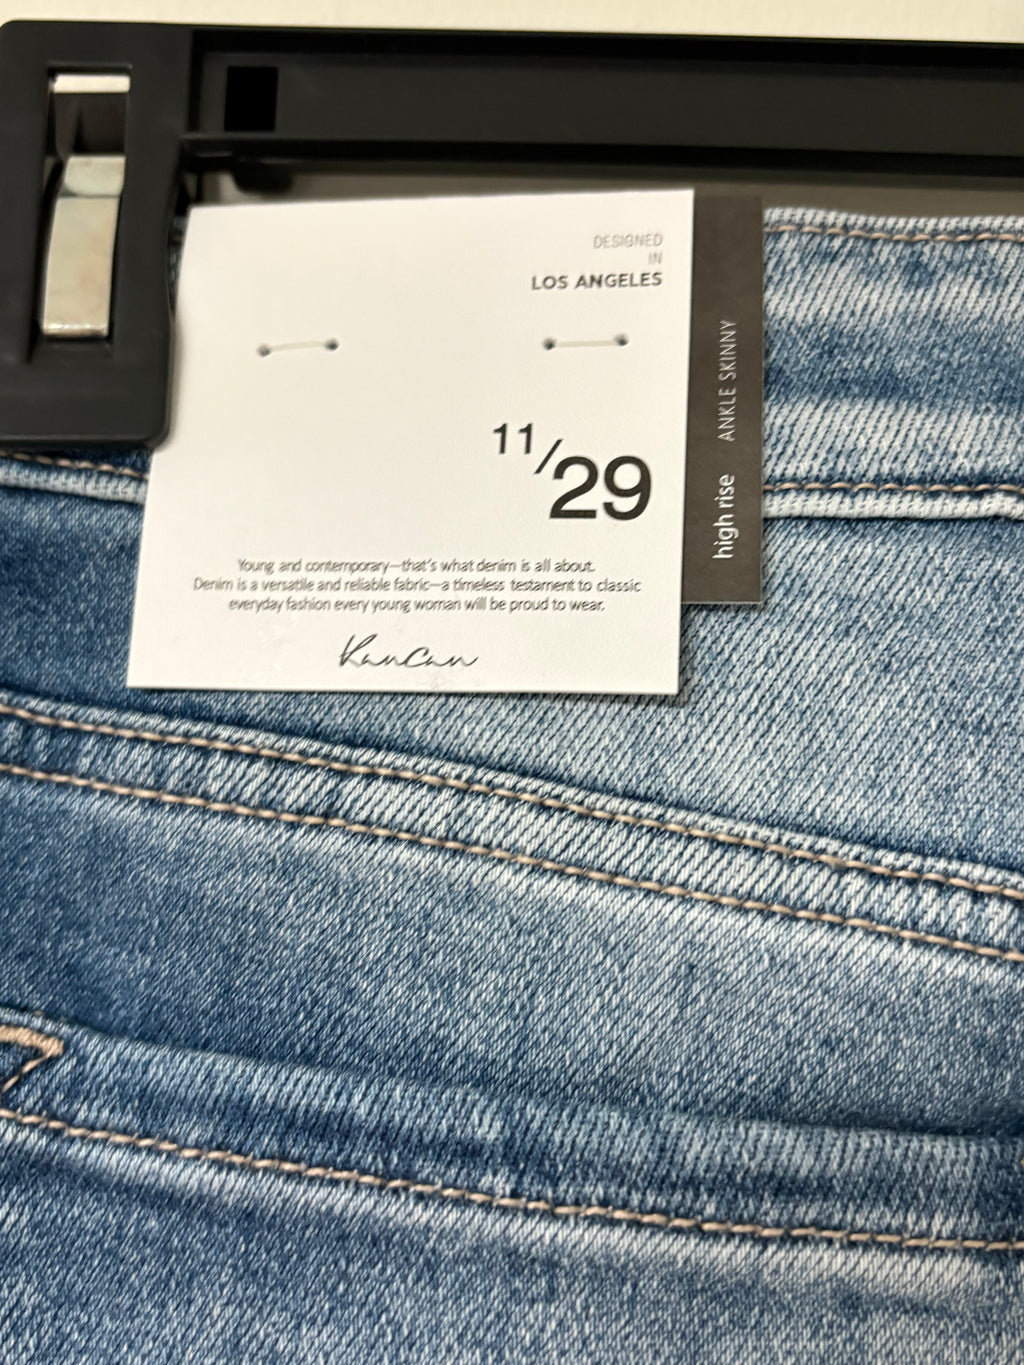 DESIGNED
IN
LOS ANGELES
11/29
Young and contemporary—that's what denim is all about.
Denim is a versatile and reliable fabric—a timeless testament to classic
everyday fashion every young woman will be proud to wear.
KanCan
high rise ANKLE SKINNY